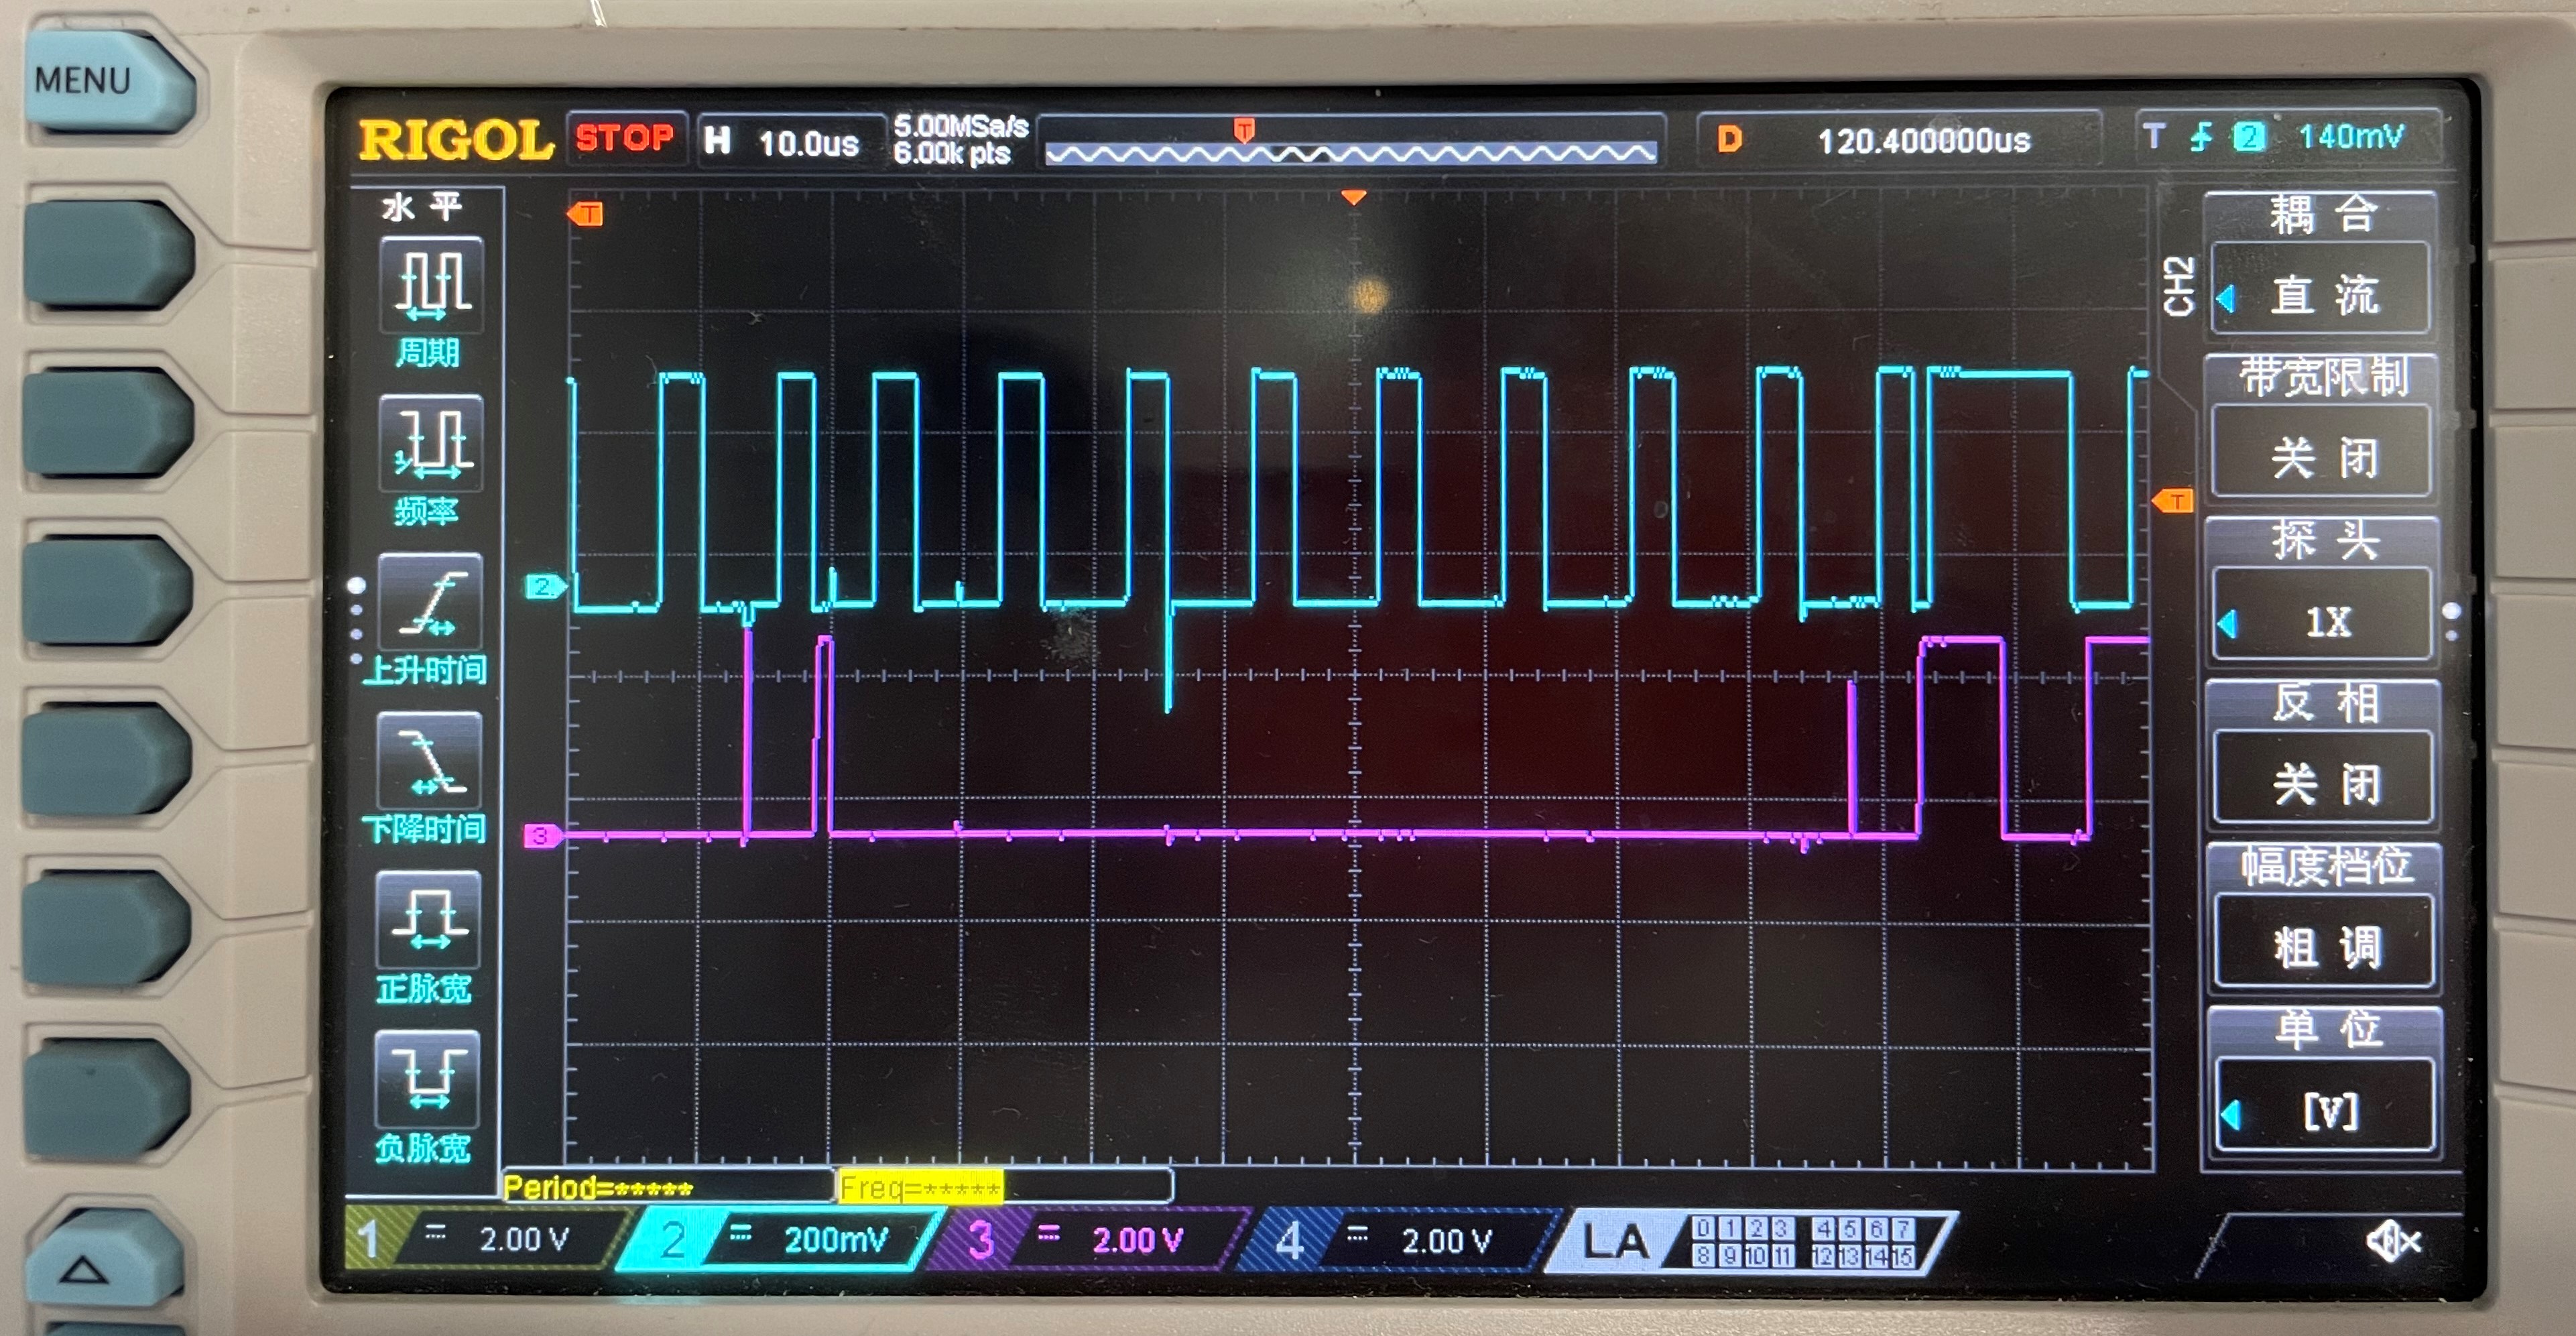 MENU
RIGOL STOP H 10.0us 5.00MSa/s 6.00k pts T D 120.400000us T 2 140mV
水 平
周期
频率
上升时间
下降时间
正脉宽
负脉宽
T
T
2
3
CH2
耦 合
直 流
带宽限制
关 闭
探 头
1X
反 相
关 闭
幅度档位
粗 调
单 位
[V]
Period=***** Freq=*****
1 2.00 V 2 200mV 3 2.00 V 4 2.00 V LA 0 1 2 3 4 5 6 7
8 9 10 11 12 13 14 15